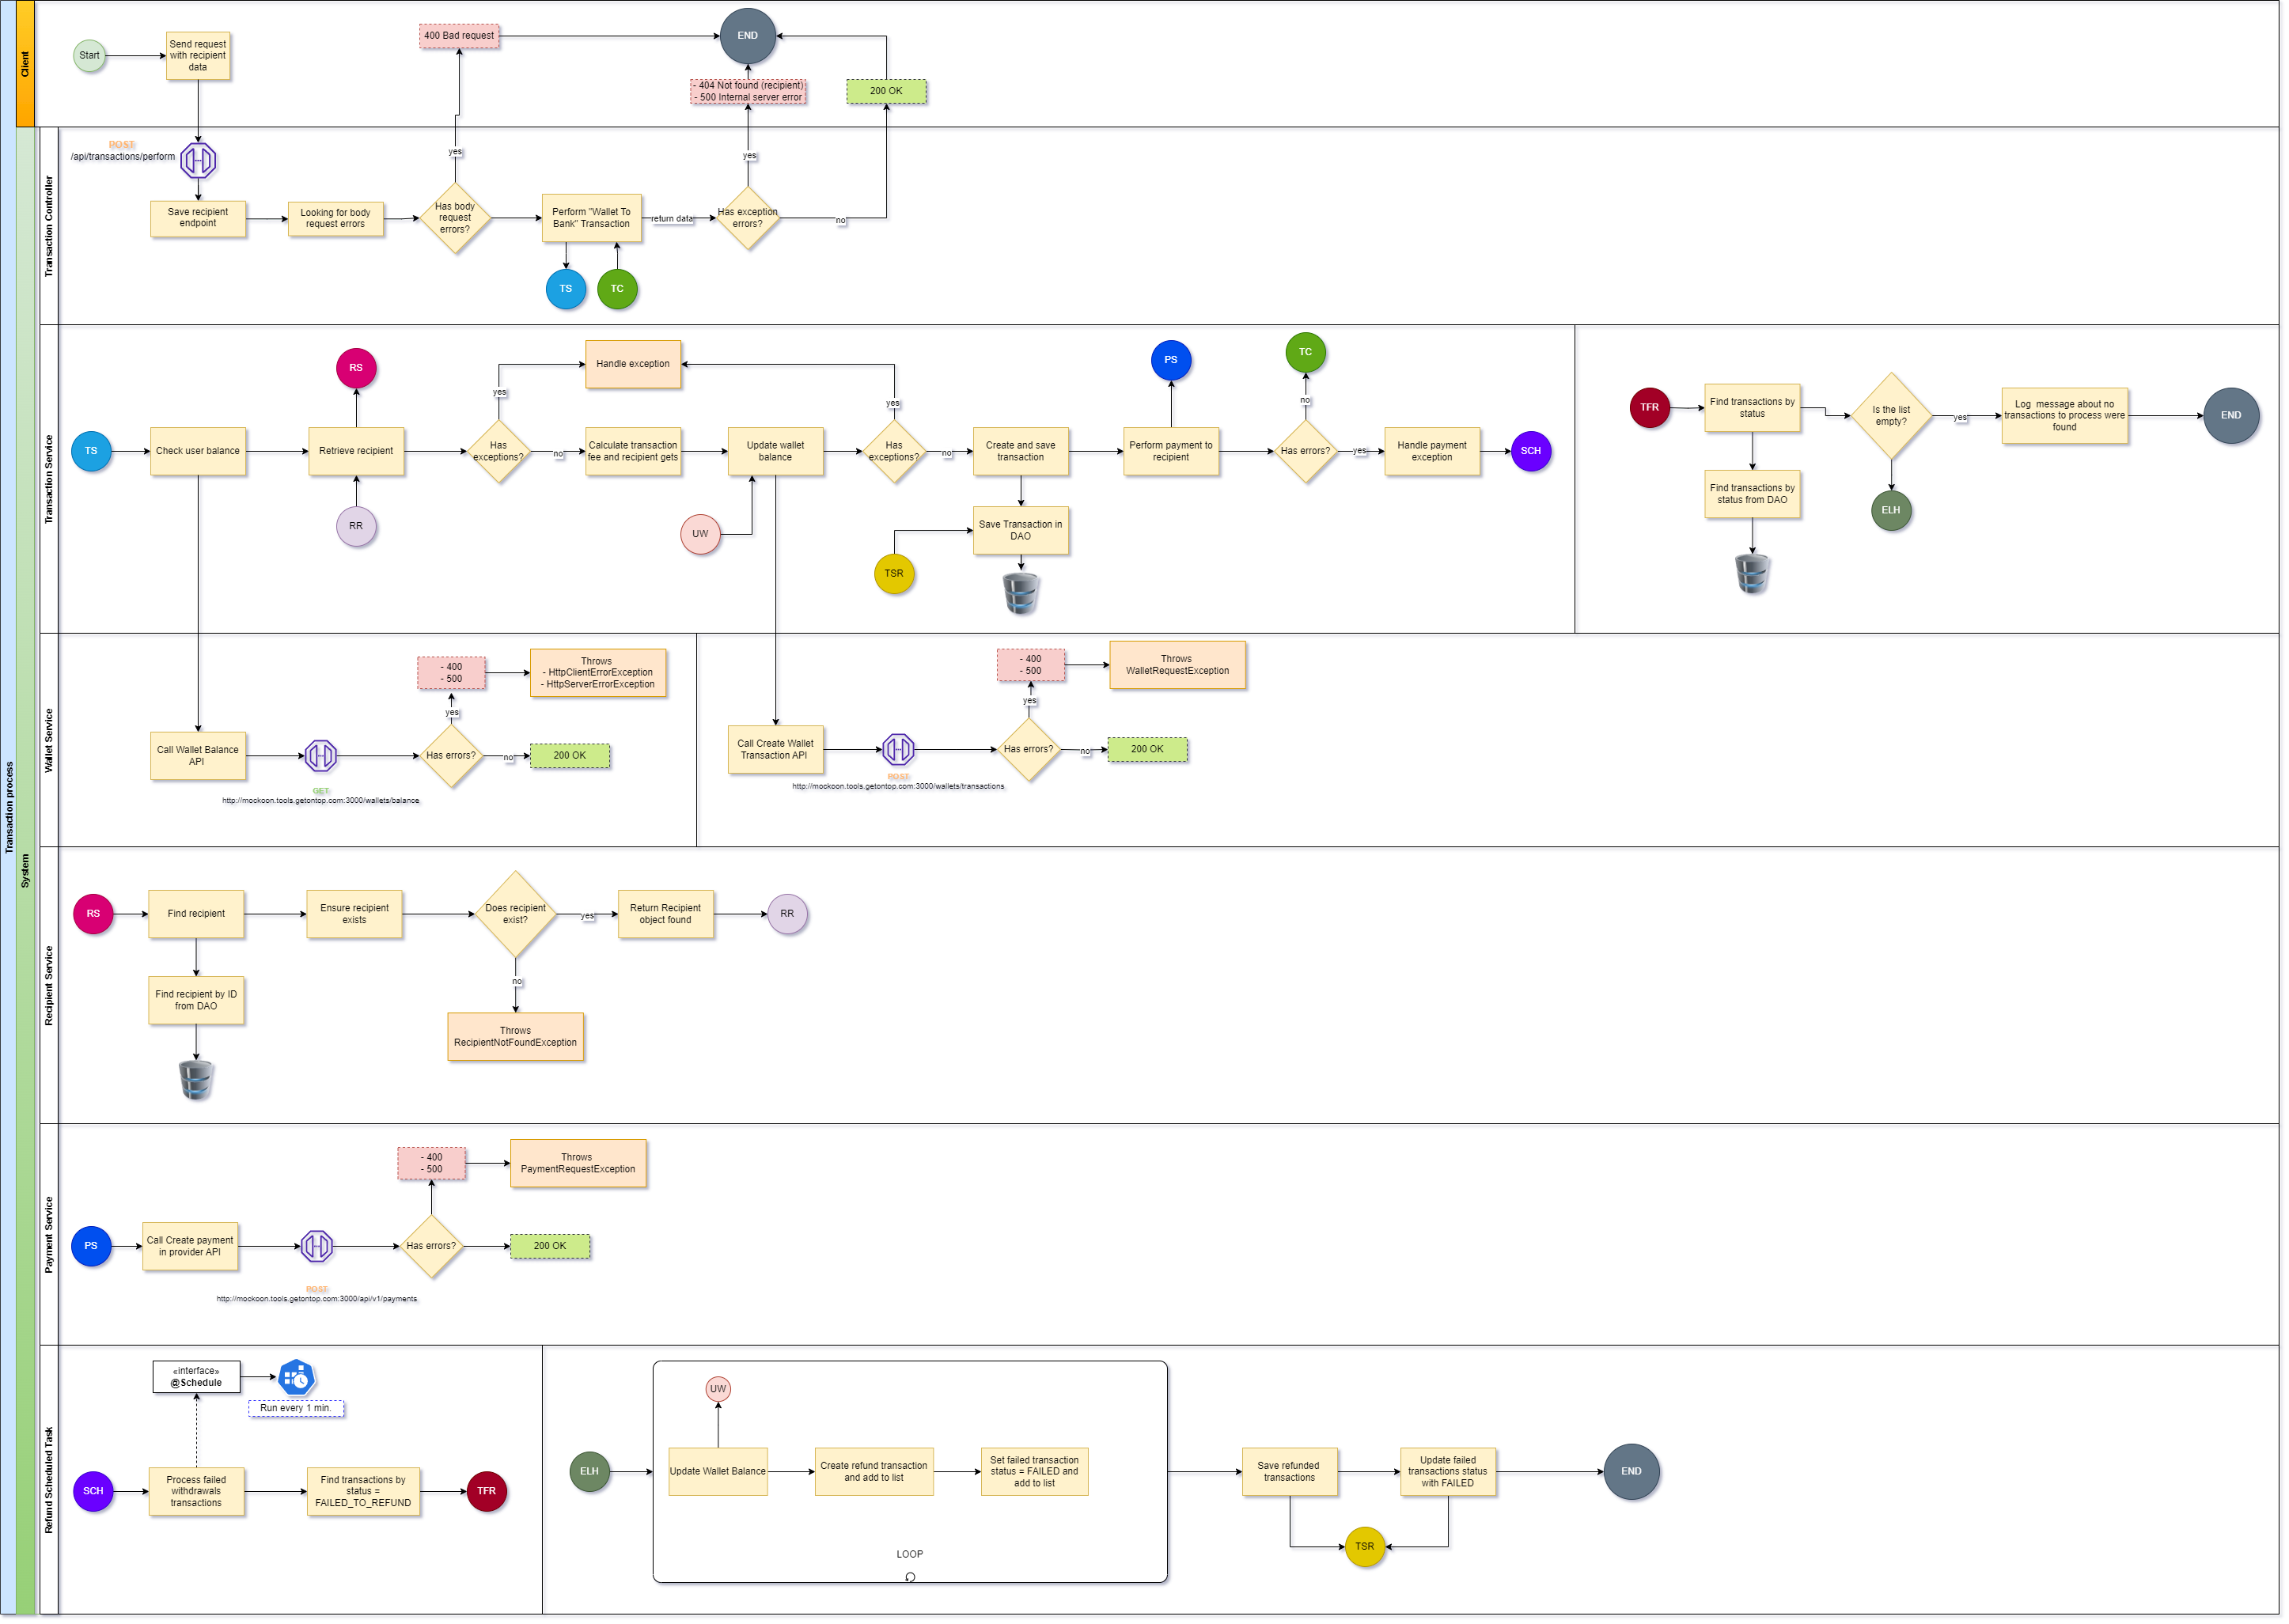 Transaction process
Client
System
Start
Send request
with recipient
data
400 Bad request
END
- 404 Not found (recipient)
- 500 Internal server error
200 OK
Transaction Controller
POST
/api/transactions/perform
Save recipient
endpoint
Looking for body
request errors
yes
Has body
request
errors?
Perform "Wallet To
Bank" Transaction
return data
yes
Has exception
errors?
no
TS
TC
Transaction Service
TS
Check user balance
RS
Retrieve recipient
RR
yes
Has
exceptions?
no
Handle exception
Calculate transaction
fee and recipient gets
Update wallet
balance
UW
yes
Has
exceptions?
no
Create and save
transaction
Save Transaction in
DAO
TSR
PS
Perform payment to
recipient
TC
no
Has errors?
yes
Handle payment
exception
SCH
TFR
Find transactions by
status
Find transactions by
status from DAO
Is the list
empty?
yes
ELH
Log  message about no
transactions to process were
found
END
Wallet Service
Call Wallet Balance
API
GET
http://mockoon.tools.getontop.com:3000/wallets/balance
- 400
- 500
yes
Has errors?
no
Throws
- HttpClientErrorException
- HttpServerErrorException
200 OK
Call Create Wallet
Transaction API
POST
http://mockoon.tools.getontop.com:3000/wallets/transactions
- 400
- 500
yes
Has errors?
no
Throws
WalletRequestException
200 OK
Recipient Service
RS
Find recipient
Find recipient by ID
from DAO
Ensure recipient
exists
Does recipient
exist?
yes
no
Throws
RecipientNotFoundException
Return Recipient
object found
RR
Payment Service
PS
Call Create payment
in provider API
POST
http://mockoon.tools.getontop.com:3000/api/v1/payments
- 400
- 500
Has errors?
Throws
PaymentRequestException
200 OK
Refund Scheduled Task
«interface»
@Schedule
Run every 1 min.
SCH
Process failed
withdrawals
transactions
Find transactions by
status =
FAILED_TO_REFUND
TFR
ELH
UW
Update Wallet Balance
Create refund transaction
and add to list
Set failed transaction
status = FAILED and
add to list
LOOP
Save refunded
transactions
Update failed
transactions status
with FAILED
TSR
END